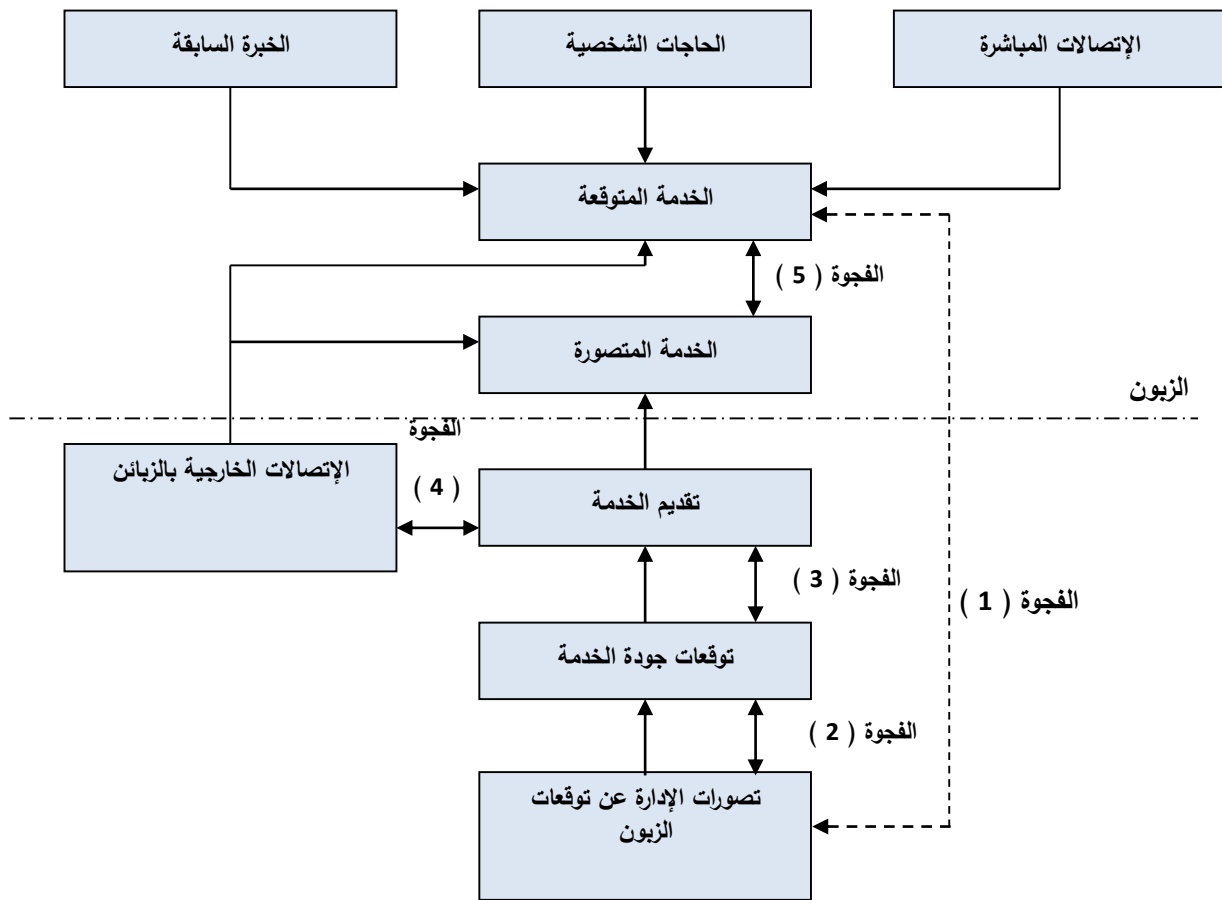 الإتصالات المباشرة
الحاجات الشخصية
الخبرة السابقة
الخدمة المتوقعة
الفجوة ( 5 )
الخدمة المتصورة
الزبون
الفجوة
( 4 )
الإتصالات الخارجية بالزبائن
تقديم الخدمة
الفجوة ( 3 )
الفجوة ( 1 )
توقعات جودة الخدمة
الفجوة ( 2 )
تصورات الإدارة عن توقعات
الزبون